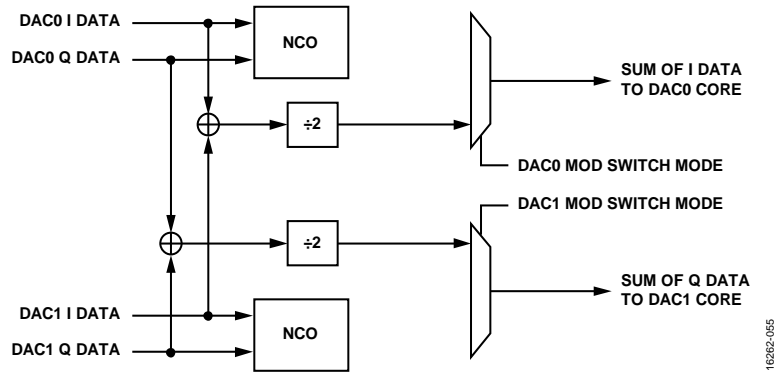 DAC0 I DATA
NCO
DAC0 Q DATA
SUM OF I DATA
TO DAC0 CORE
÷2
DAC0 MOD SWITCH MODE
DAC1 MOD SWITCH MODE
÷2
SUM OF Q DATA
TO DAC1 CORE
DAC1 I DATA
NCO
DAC1 Q DATA
16262-055